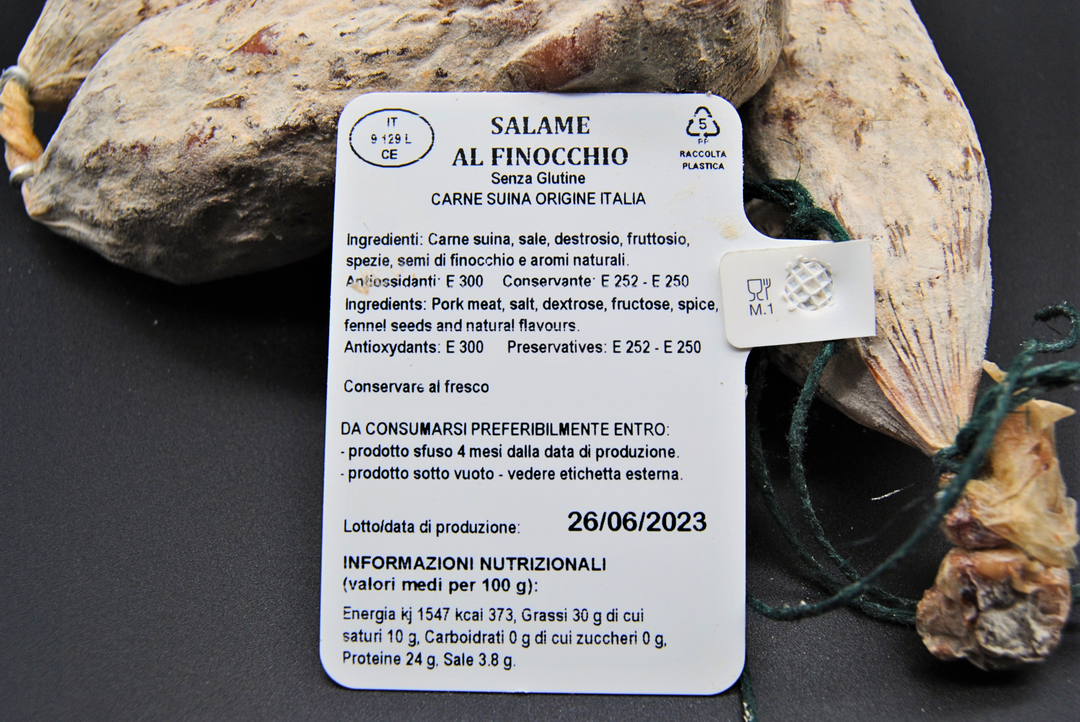 IT
9 129 L
CE
SALAME
AL FINOCCHIO
Senza Glutine
CARNE SUINA ORIGINE ITALIA
5
PP
RACCOLTA
PLASTICA
Ingredienti: Carne suina, sale, destrosio, fruttosio,
spezie, semi di finocchio e aromi naturali.
Antiossidanti: E 300 Conservante: E 252 - E 250
Ingredients: Pork meat, salt, dextrose, fructose, spice,
fennel seeds and natural flavours.
Antioxydants: E 300 Preservatives: E 252 - E 250
M.1
Conservare al fresco
DA CONSUMARSI PREFERIBILMENTE ENTRO:
- prodotto sfuso 4 mesi dalla data di produzione.
- prodotto sotto vuoto - vedere etichetta esterna.
Lotto/data di produzione: 26/06/2023
INFORMAZIONI NUTRIZIONALI
(valori medi per 100 g):
Energia kj 1547 kcal 373, Grassi 30 g di cui
saturi 10 g, Carboidrati 0 g di cui zuccheri 0 g,
Proteine 24 g, Sale 3.8 g.